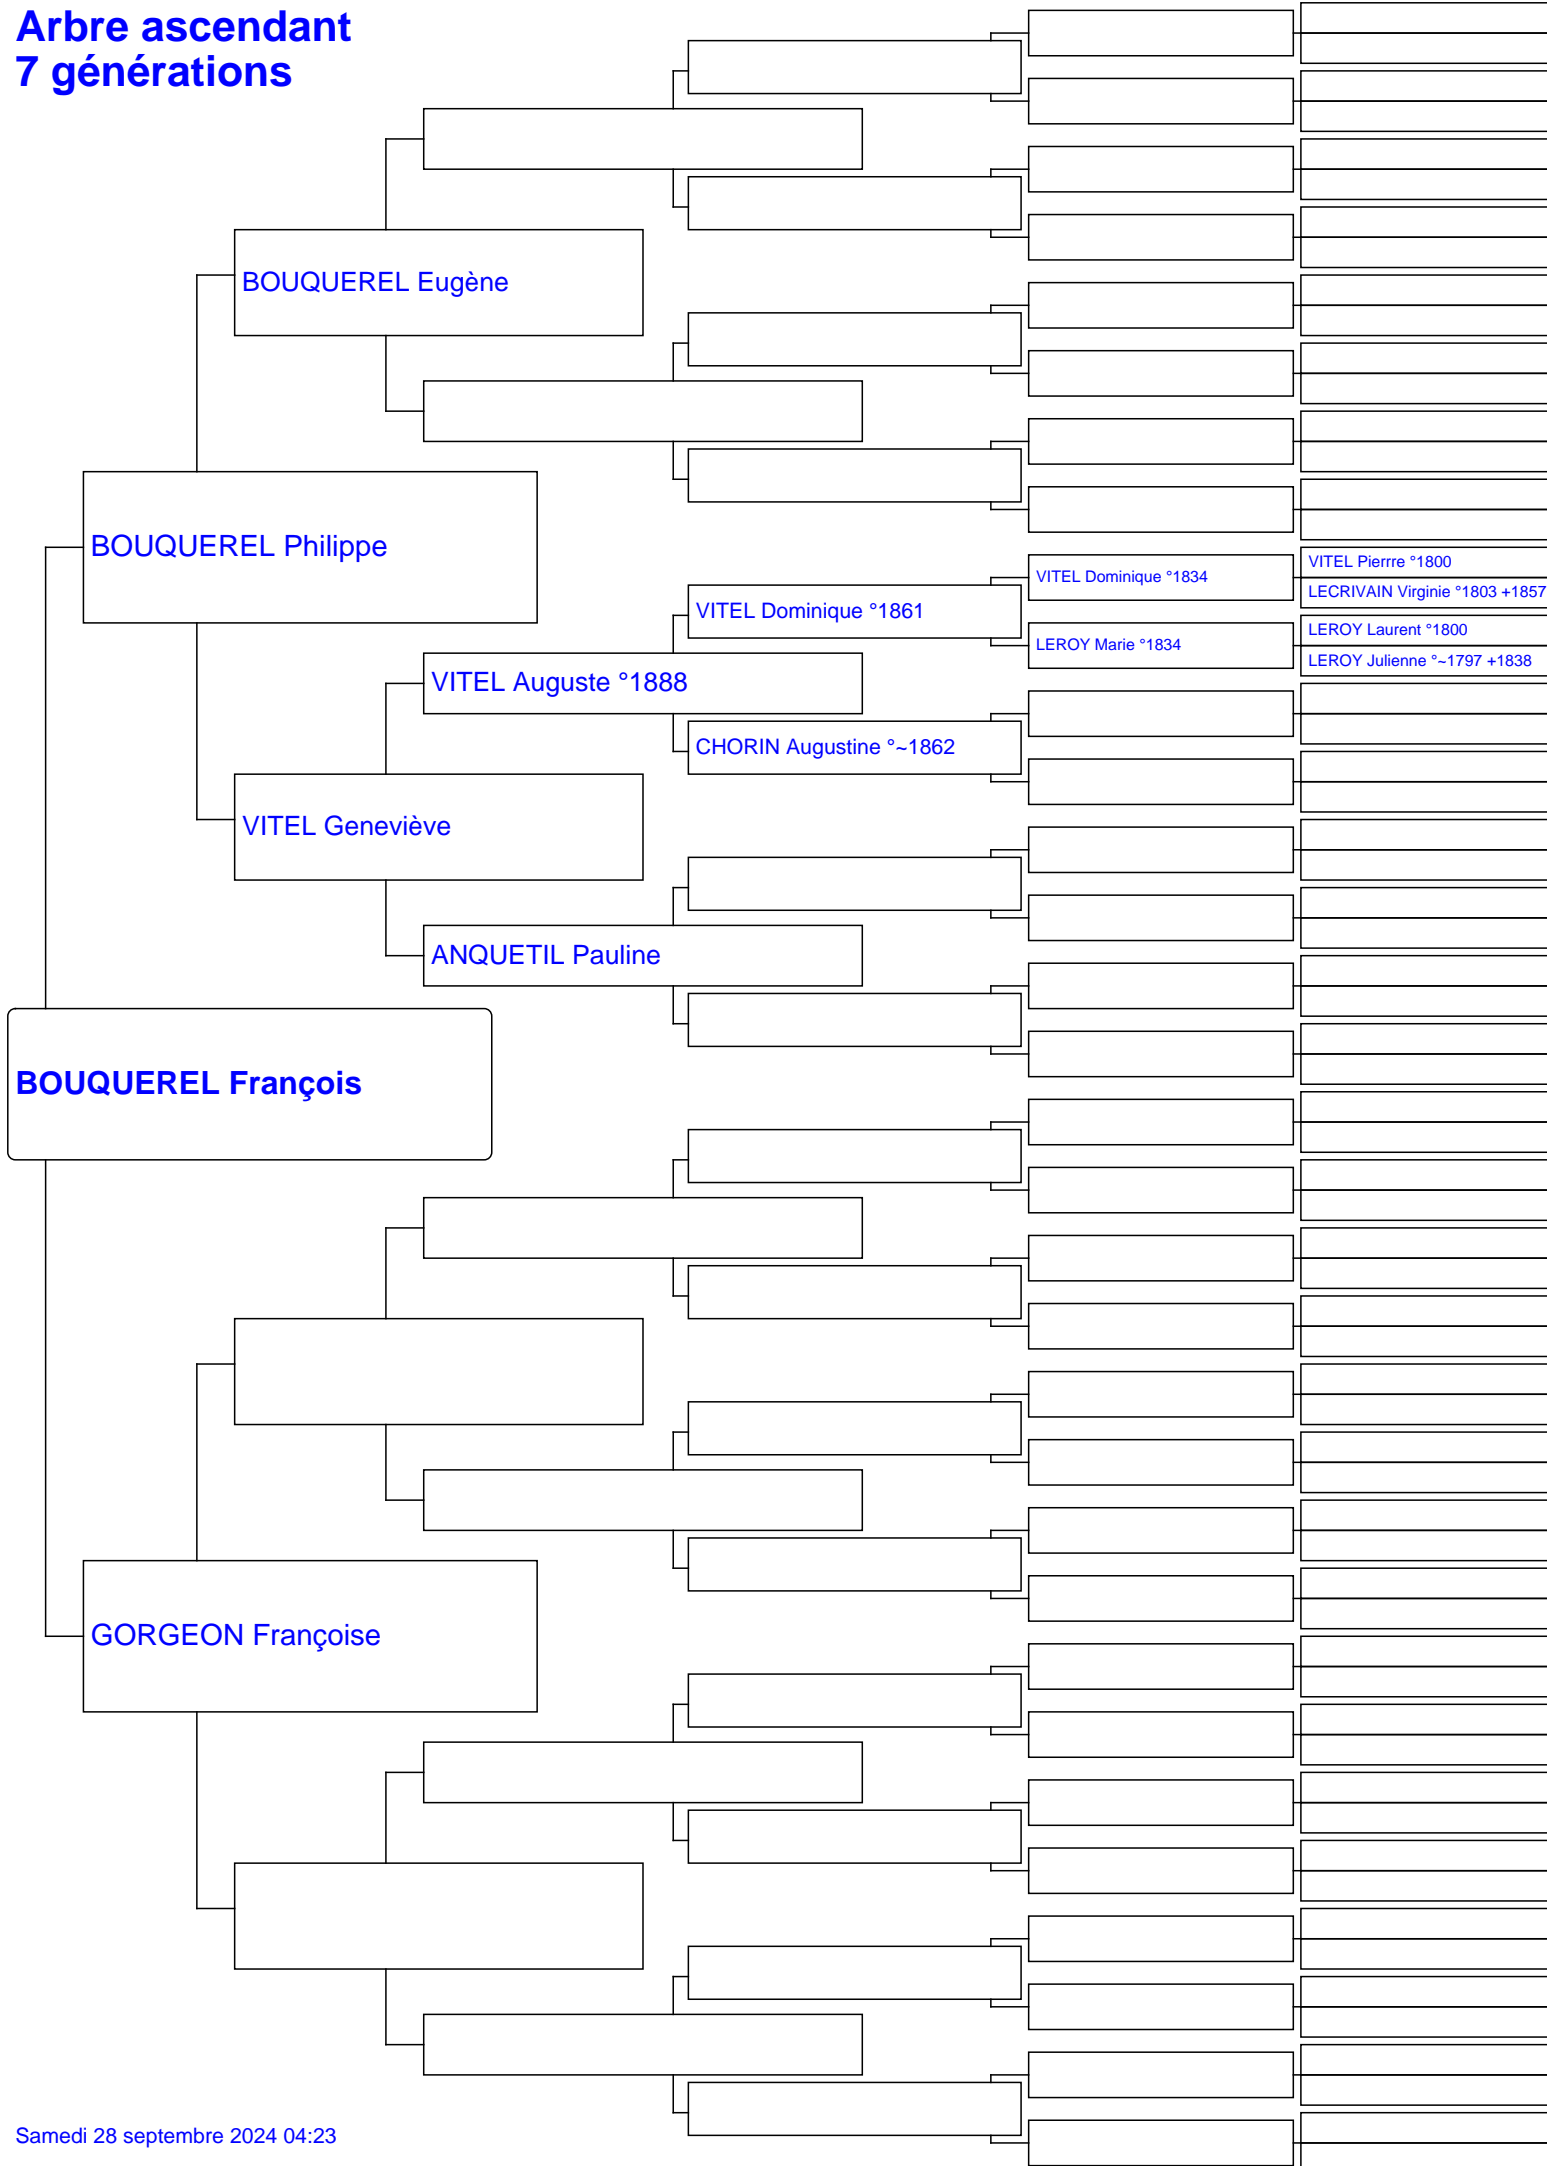 Arbre ascendant
7 générations
BOUQUEREL Eugène
BOUQUEREL Philippe
VITEL Pierrre °1800
VITEL Dominique °1834
LECRIVAIN Virginie °1803 +1857
VITEL Dominique °1861
LEROY Laurent °1800
LEROY Marie °1834
LEROY Julienne °~1797 +1838
VITEL Auguste °1888
CHORIN Augustine °~1862
VITEL Geneviève
ANQUETIL Pauline
BOUQUEREL François
GORGEON Françoise
Samedi 28 septembre 2024 04:23